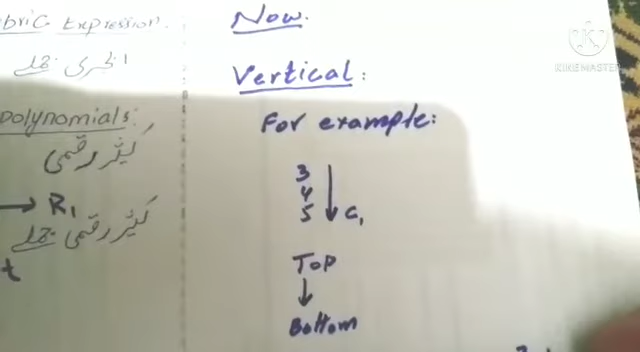 bric Expression.
الجبری جملے
Polynomials:
کثیر رقمی
→ R₁
کثیر رقمی جملے
t
Now.
Vertical:
For example:
3
4
5 ↓ C₁
Top
↓
Bottom
KINEMASTER